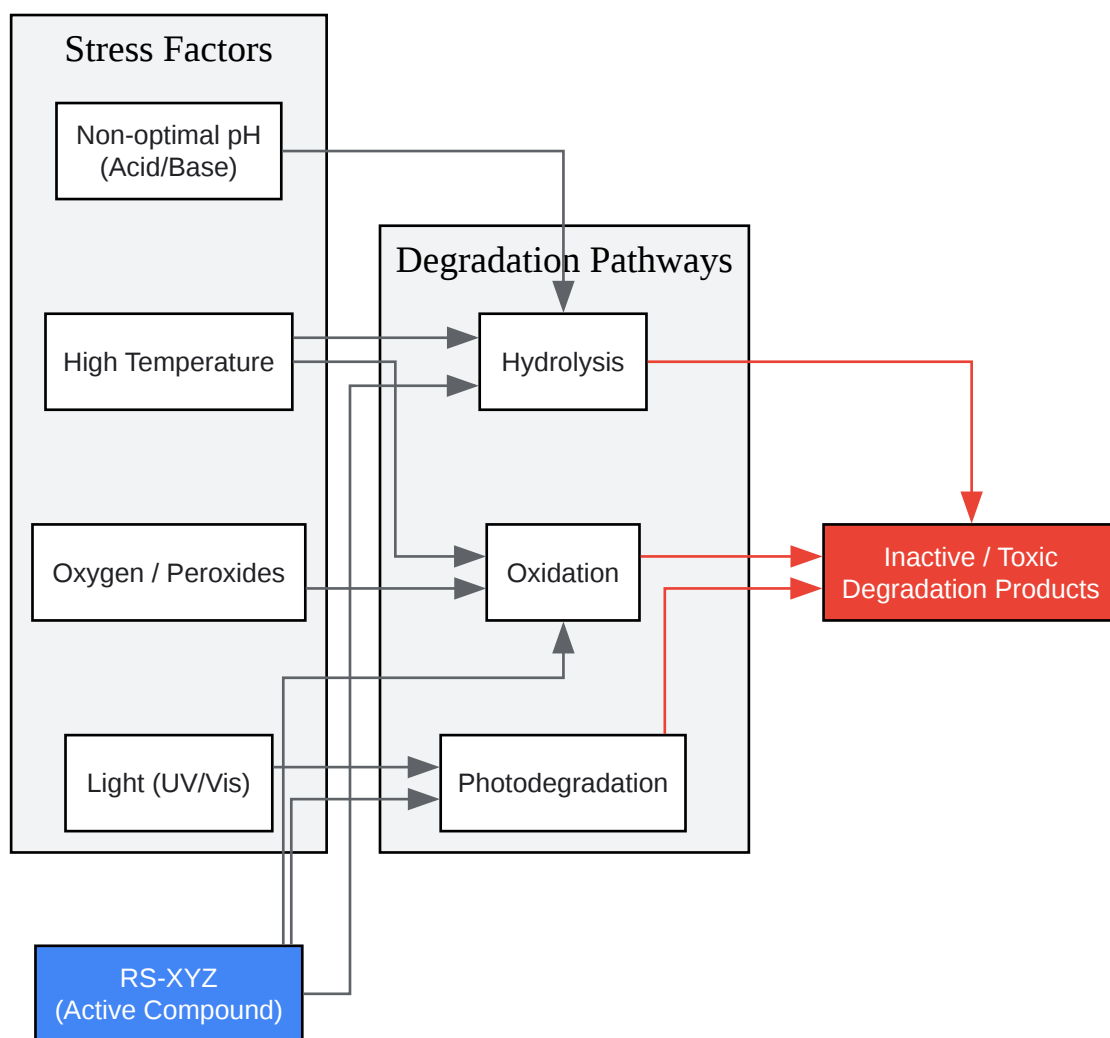 Stress Factors
Non-optimal pH
(Acid/Base)
Degradation Pathways
High Temperature
Hydrolysis
Oxygen / Peroxides
Oxidation
Inactive / Toxic
Degradation Products
Light (UV/Vis)
Photodegradation
RS-XYZ
(Active Compound)